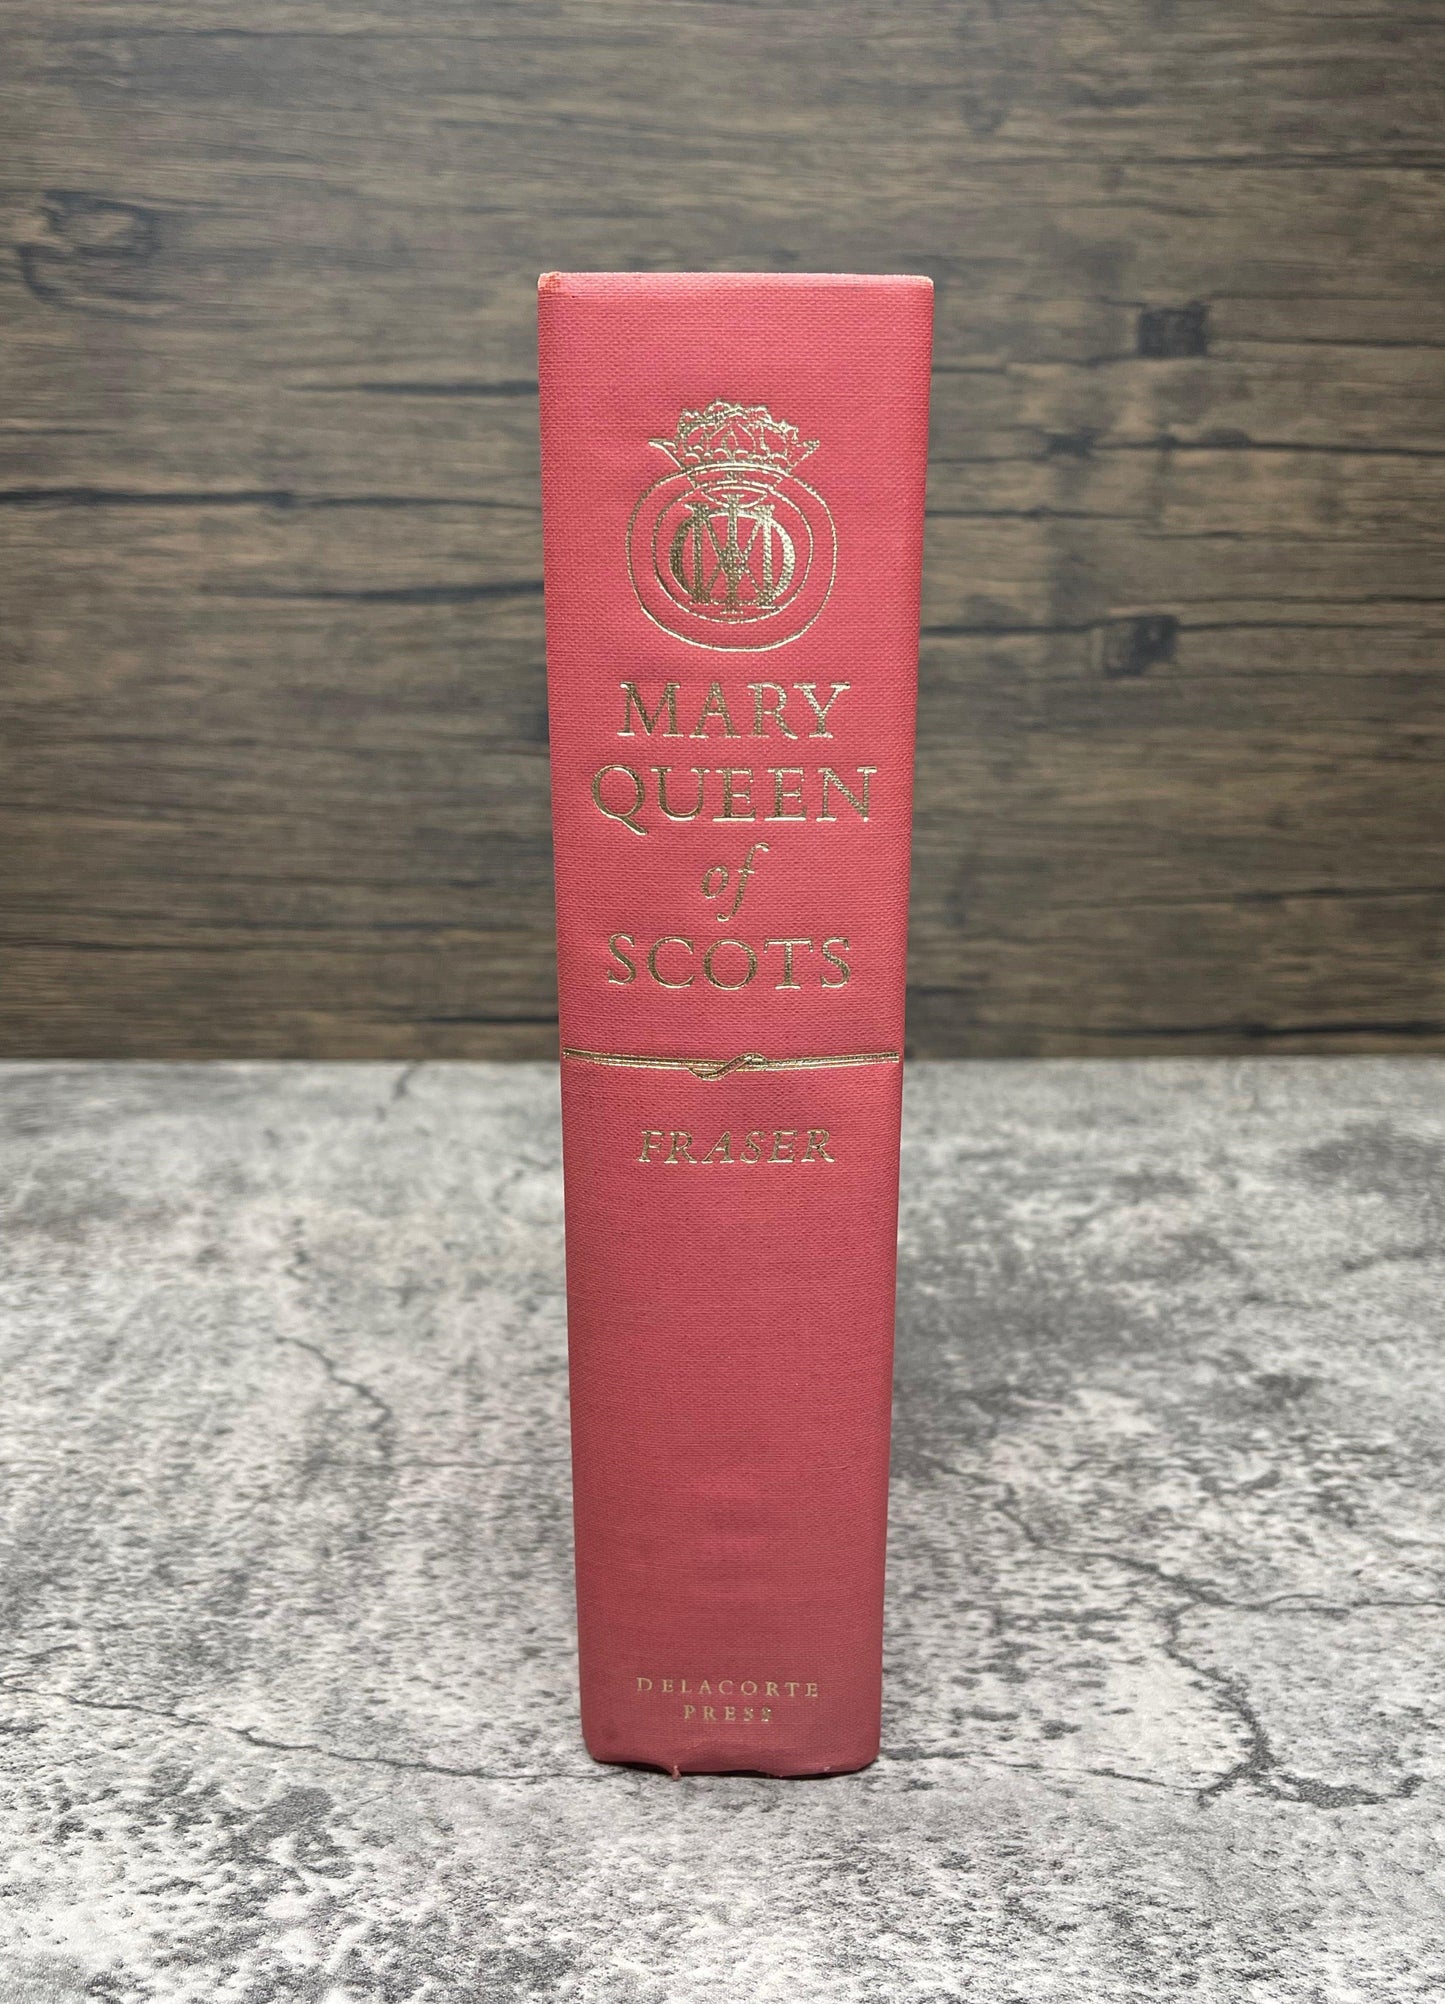 MARY
QUEEN
of
SCOTS
FRASER
DELACORTE
PRESS